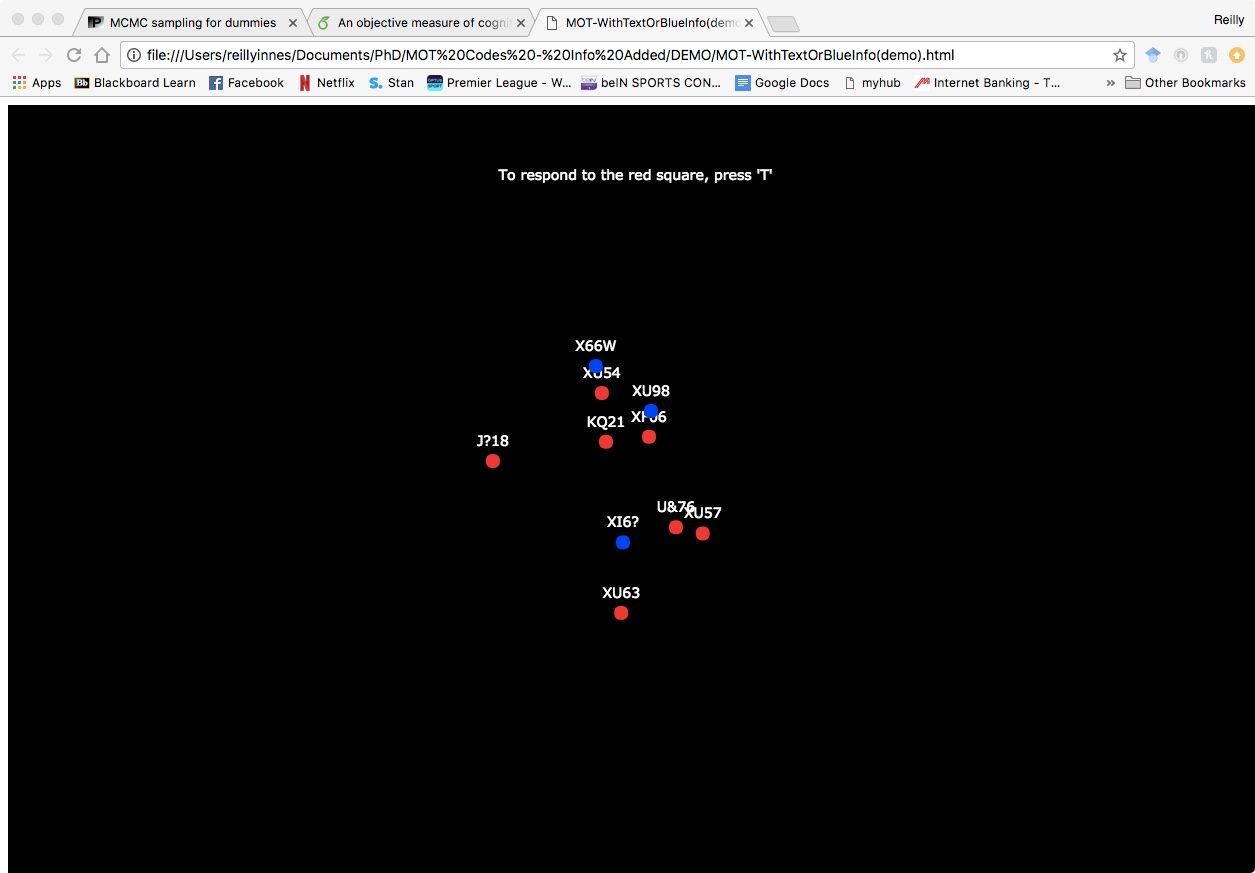 MCMC sampling for dummies
An objective measure of cognit
MOT-WithTextOrBlueInfo(demo
Reilly
file:///Users/reillyinnes/Documents/PhD/MOT%20Codes%20-%20Info%20Added/DEMO/MOT-WithTextOrBlueInfo(demo).html
Apps Bb Blackboard Learn Facebook Netflix Stan Premier League - W... beIN SPORTS CON... Google Docs myhub Internet Banking - T... » Other Bookmarks
To respond to the red square, press 'T'
X66W
XU54
XU98
KQ21
J?18
U&76
XU57
XI6?
XU63